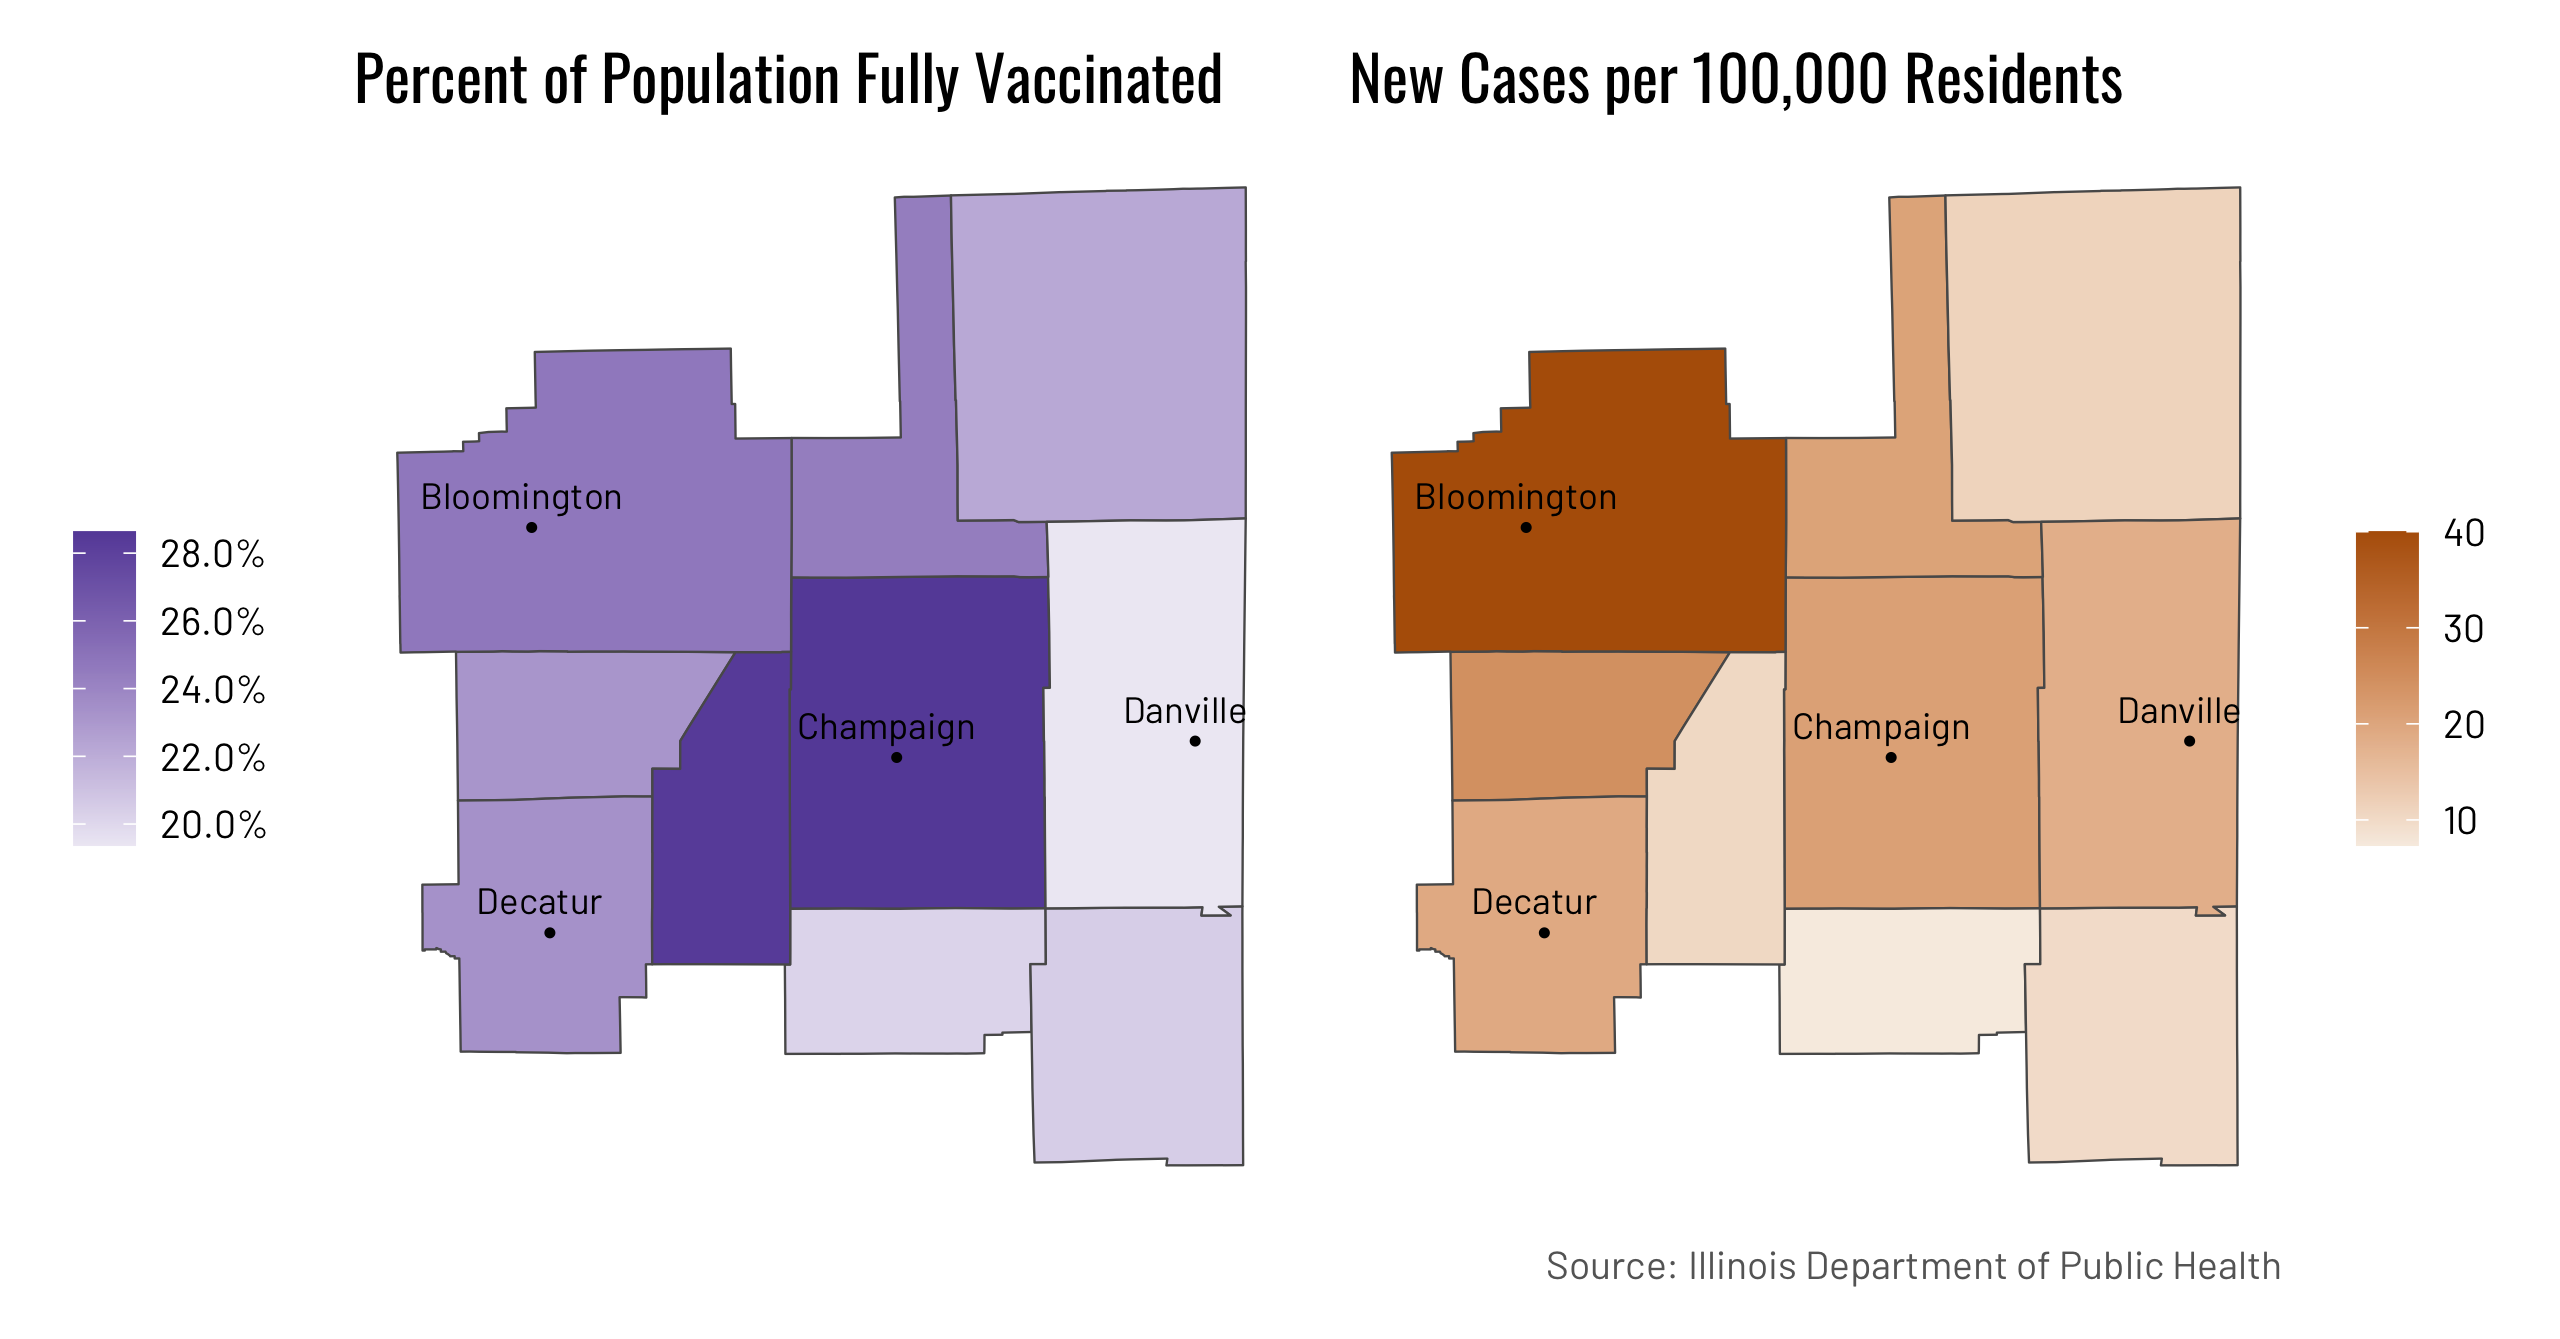 Percent of Population Fully Vaccinated
New Cases per 100,000 Residents
28.0%
26.0%
24.0%
22.0%
20.0%
Bloomington
Champaign
Danville
Decatur
Bloomington
Champaign
Danville
Decatur
40
30
20
10
Source: Illinois Department of Public Health